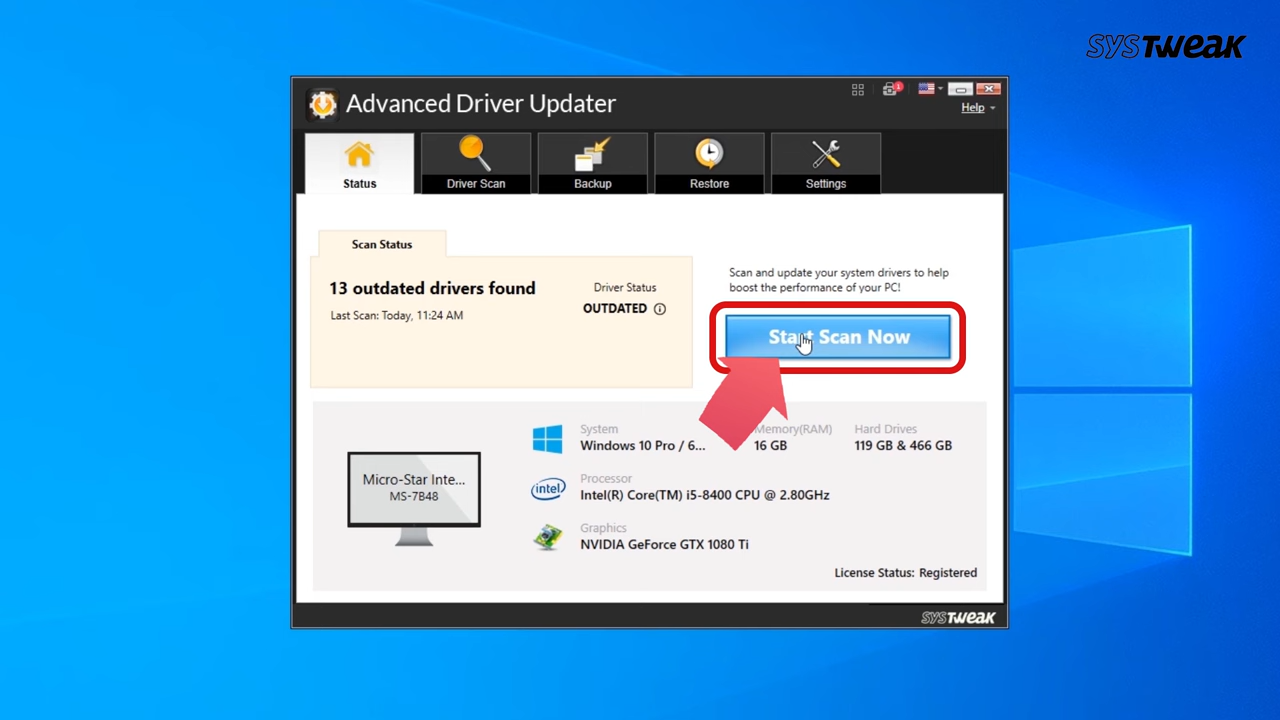 SYSTweak
Advanced Driver Updater
1
Help
Status
Driver Scan
Backup
Restore
Settings
Scan Status
13 outdated drivers found
Last Scan: Today, 11:24 AM
Driver Status
OUTDATED
Scan and update your system drivers to help
boost the performance of your PC!
Start Scan Now
Micro-Star Inte...
MS-7B48
System
Windows 10 Pro / 6...
Memory(RAM)
16 GB
Hard Drives
119 GB & 466 GB
intel
Processor
Intel(R) Core(TM) i5-8400 CPU @ 2.80GHz
Graphics
NVIDIA GeForce GTX 1080 Ti
License Status: Registered
SYSTweak